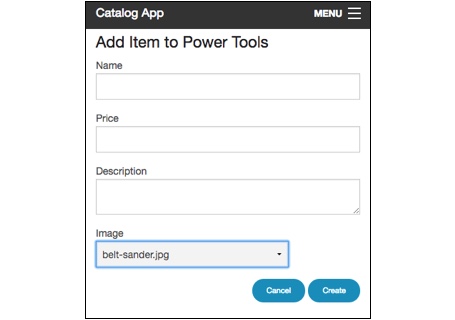 Catalog App MENU
Add Item to Power Tools
Name
Price
Description
Image
belt-sander.jpg
Cancel Create